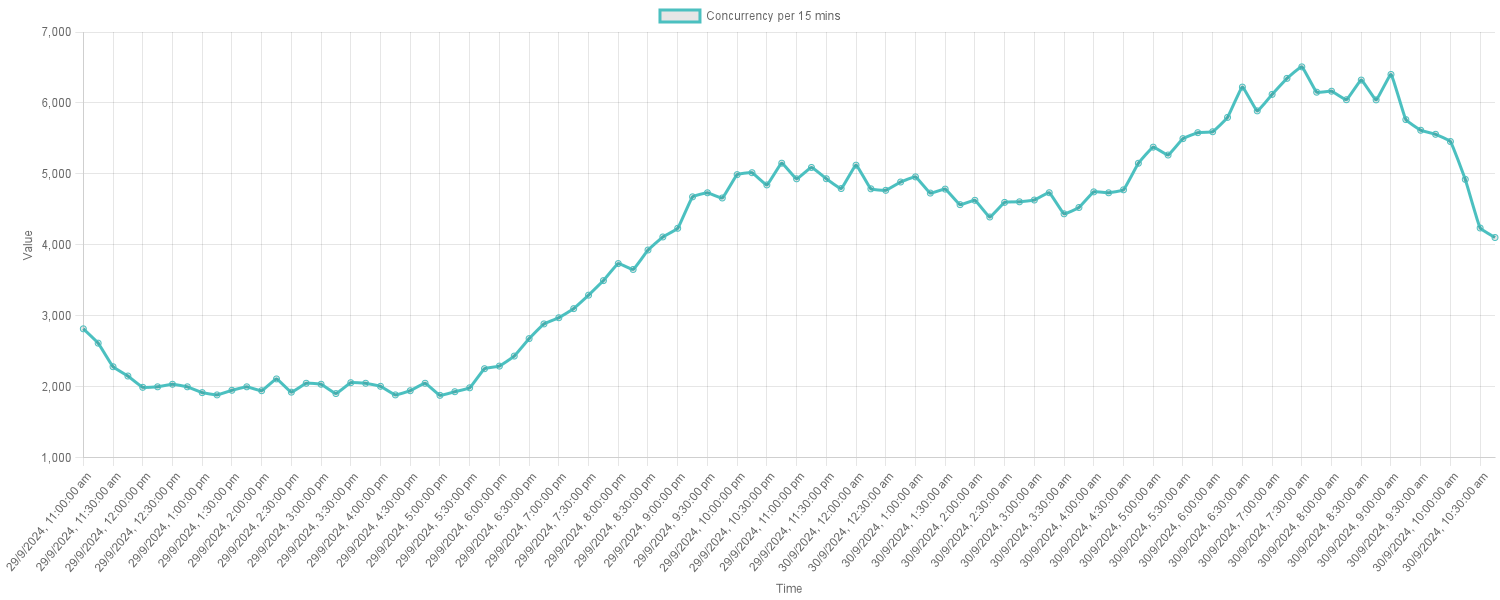 Concurrency per 15 mins
7,000
6,000
5,000
4,000
3,000
2,000
1,000
Value
29/9/2024, 11:00:00 am
29/9/2024, 11:30:00 am
29/9/2024, 12:00:00 pm
29/9/2024, 12:30:00 pm
29/9/2024, 1:00:00 pm
29/9/2024, 1:30:00 pm
29/9/2024, 2:00:00 pm
29/9/2024, 2:30:00 pm
29/9/2024, 3:00:00 pm
29/9/2024, 3:30:00 pm
29/9/2024, 4:00:00 pm
29/9/2024, 4:30:00 pm
29/9/2024, 5:00:00 pm
29/9/2024, 5:30:00 pm
29/9/2024, 6:00:00 pm
29/9/2024, 6:30:00 pm
29/9/2024, 7:00:00 pm
29/9/2024, 7:30:00 pm
29/9/2024, 8:00:00 pm
29/9/2024, 8:30:00 pm
29/9/2024, 9:00:00 pm
29/9/2024, 9:30:00 pm
29/9/2024, 10:00:00 pm
29/9/2024, 10:30:00 pm
29/9/2024, 11:00:00 pm
29/9/2024, 11:30:00 pm
30/9/2024, 12:00:00 am
30/9/2024, 12:30:00 am
30/9/2024, 1:00:00 am
30/9/2024, 1:30:00 am
30/9/2024, 2:00:00 am
30/9/2024, 2:30:00 am
30/9/2024, 3:00:00 am
30/9/2024, 3:30:00 am
30/9/2024, 4:00:00 am
30/9/2024, 4:30:00 am
30/9/2024, 5:00:00 am
30/9/2024, 5:30:00 am
30/9/2024, 6:00:00 am
30/9/2024, 6:30:00 am
30/9/2024, 7:00:00 am
30/9/2024, 7:30:00 am
30/9/2024, 8:00:00 am
30/9/2024, 8:30:00 am
30/9/2024, 9:00:00 am
30/9/2024, 9:30:00 am
30/9/2024, 10:00:00 am
30/9/2024, 10:30:00 am
Time